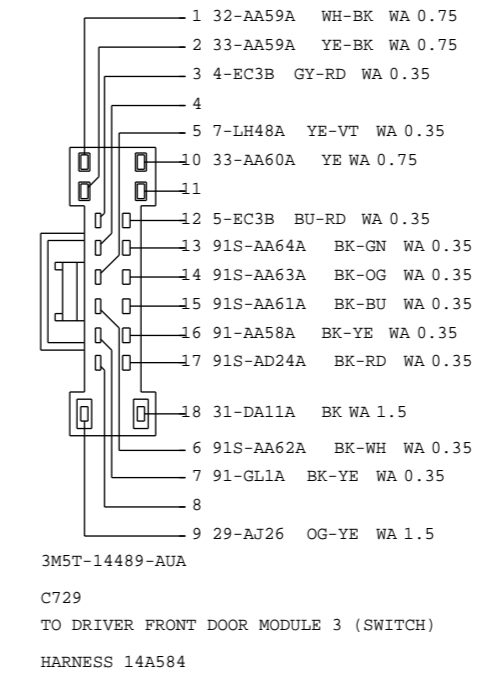 1 32-AA59A WH-BK WA 0.75
2 33-AA59A YE-BK WA 0.75
3 4-EC3B GY-RD WA 0.35
4
5 7-LH48A YE-VT WA 0.35
10 33-AA60A YE WA 0.75
11
12 5-EC3B BU-RD WA 0.35
13 91S-AA64A BK-GN WA 0.35
14 91S-AA63A BK-OG WA 0.35
15 91S-AA61A BK-BU WA 0.35
16 91-AA58A BK-YE WA 0.35
17 91S-AD24A BK-RD WA 0.35
18 31-DA11A BK WA 1.5
6 91S-AA62A BK-WH WA 0.35
7 91-GL1A BK-YE WA 0.35
8
9 29-AJ26 OG-YE WA 1.5
3M5T-14489-AUA
C729
TO DRIVER FRONT DOOR MODULE 3 (SWITCH)
HARNESS 14A584